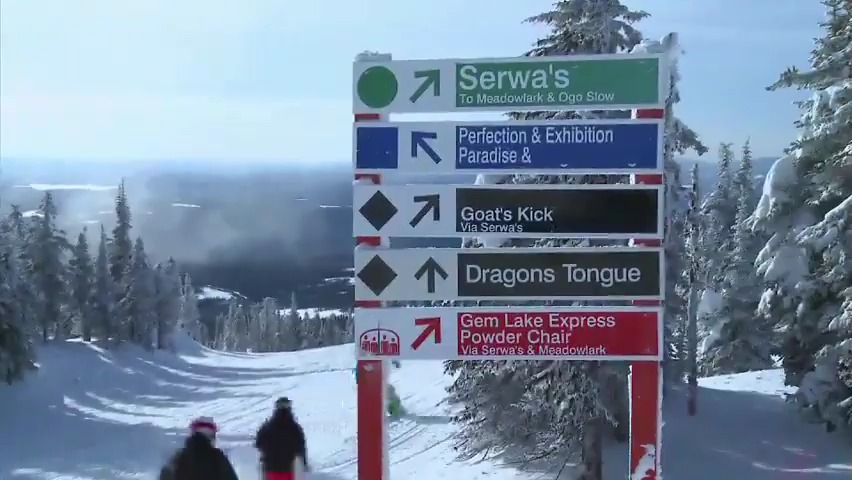 Serwa's
To Meadowlark & Ogo Slow
Perfection & Exhibition
Paradise &
Goat's Kick
Via Serwa's
Dragons Tongue
Gem Lake Express
Powder Chair
Via Serwa's & Meadowlark